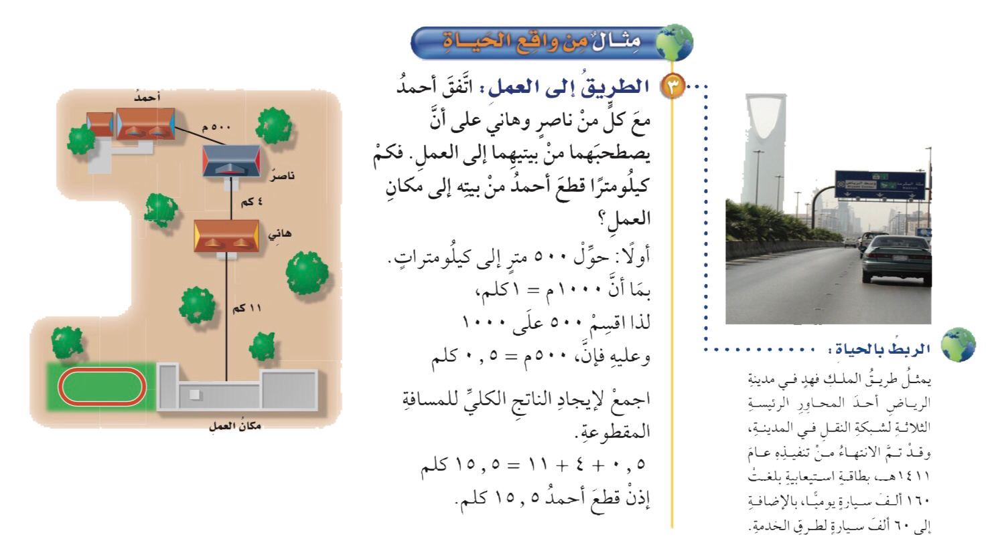 مِثَالٌ مِن واقِعِ الحَياةِ
٣ الطريقُ إلى العملِ: اتَّفقَ أحمدُ
معَ كلٍّ منْ ناصرٍ وهاني على أنَّ
يصطحبَهما منْ بيتيهِما إلى العملِ. فكمْ
كيلُومترًا قطعَ أحمدُ منْ بيتِه إلى مكانِ
العملِ؟
أولًا: حوِّلْ ٥٠٠ مترٍ إلى كيلُومتراتٍ.
بمَا أنَّ ١٠٠٠م = ١كلم،
لذا اقسِمْ ٥٠٠ علَى ١٠٠٠
وعليهِ فإنَّ، ٥٠٠م = ٠,٥ كلم
اجمعْ لإيجادِ الناتجِ الكليِّ للمسافةِ
المقطوعةِ.
٠,٥ + ٤ + ١١ = ١٥,٥ كلم
إذنْ قطعَ أحمدُ ١٥,٥ كلم.
الربطُ بالحياةِ:
يمثلُ طريقُ الملكِ فهدٍ في مدينةِ
الرياضِ أحدَ المحاوِرِ الرئيسةِ
الثلاثةِ لشبكةِ النقلِ في المدينةِ،
وقدْ تمَّ الانتهاءُ منْ تنفيذِهِ عامَ
١٤١١هـ، بطاقةٍ استيعابيةٍ بلغتْ
١٦٠ ألفَ سيارةٍ يوميًّا، بالإضافةِ
إلى ٦٠ ألفَ سيارةٍ لطرقِ الخدمةِ.
أحمدُ
٥٠٠ م
ناصرُ
٤ كم
هاني
١١ كم
مكانُ العملِ